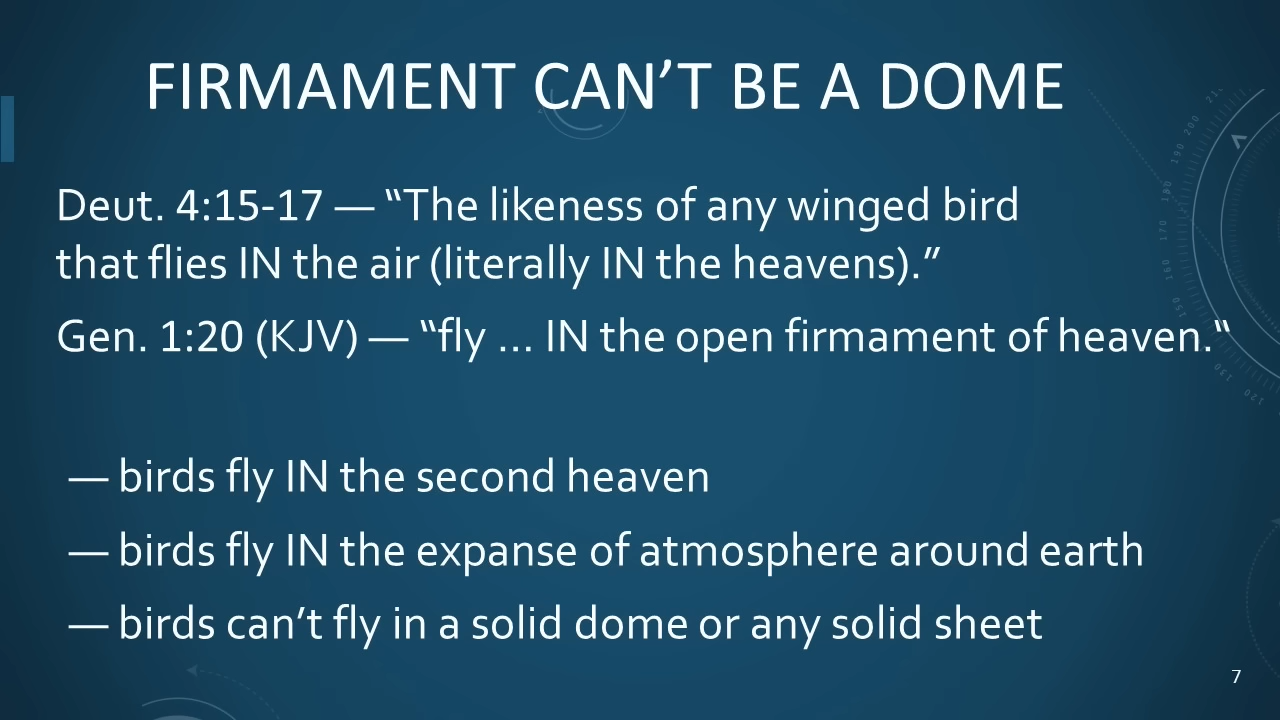 FIRMAMENT CAN’T BE A DOME
Deut. 4:15-17 — “The likeness of any winged bird
that flies IN the air (literally IN the heavens).”
Gen. 1:20 (KJV) — “fly … IN the open firmament of heaven.“
— birds fly IN the second heaven
— birds fly IN the expanse of atmosphere around earth
— birds can’t fly in a solid dome or any solid sheet
7